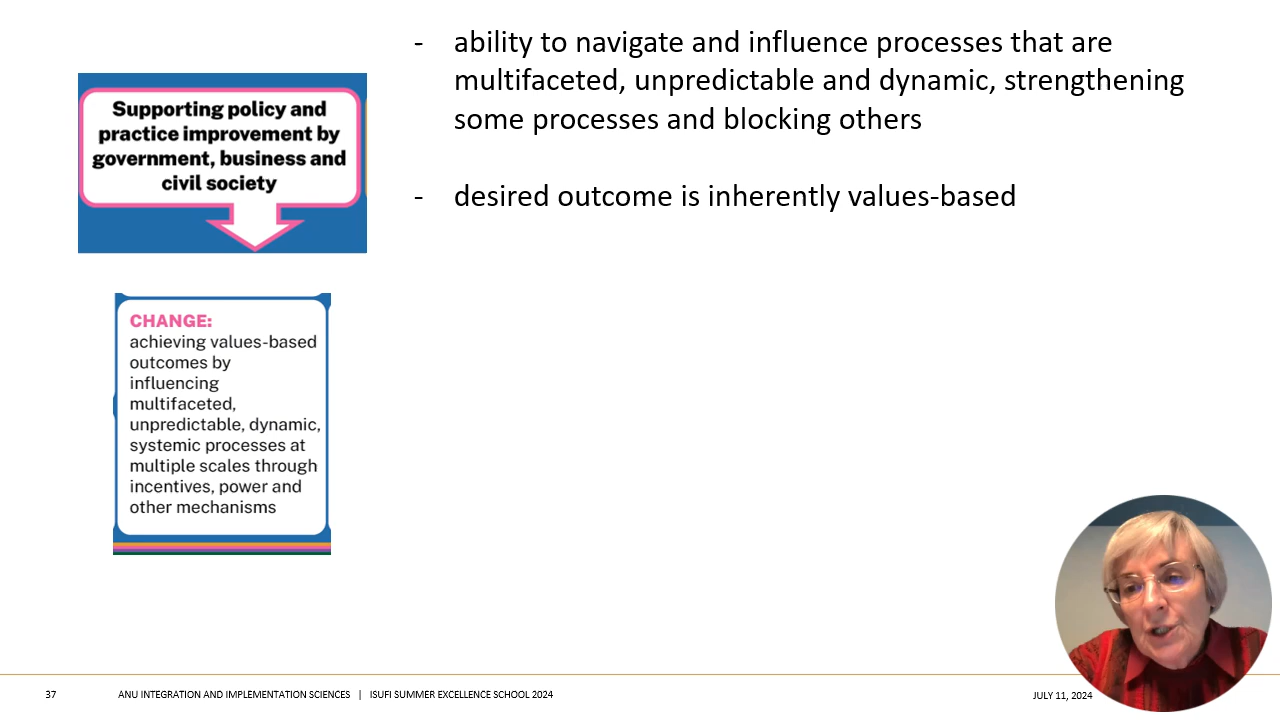 - ability to navigate and influence processes that are
multifaceted, unpredictable and dynamic, strengthening
some processes and blocking others
- desired outcome is inherently values-based
Supporting policy and
practice improvement by
government, business and
civil society
CHANGE:
achieving values-based
outcomes by
influencing
multifaceted,
unpredictable, dynamic,
systemic processes at
multiple scales through
incentives, power and
other mechanisms
37
ANU INTEGRATION AND IMPLEMENTATION SCIENCES | ISUFI SUMMER EXCELLENCE SCHOOL 2024
JULY 11, 2024